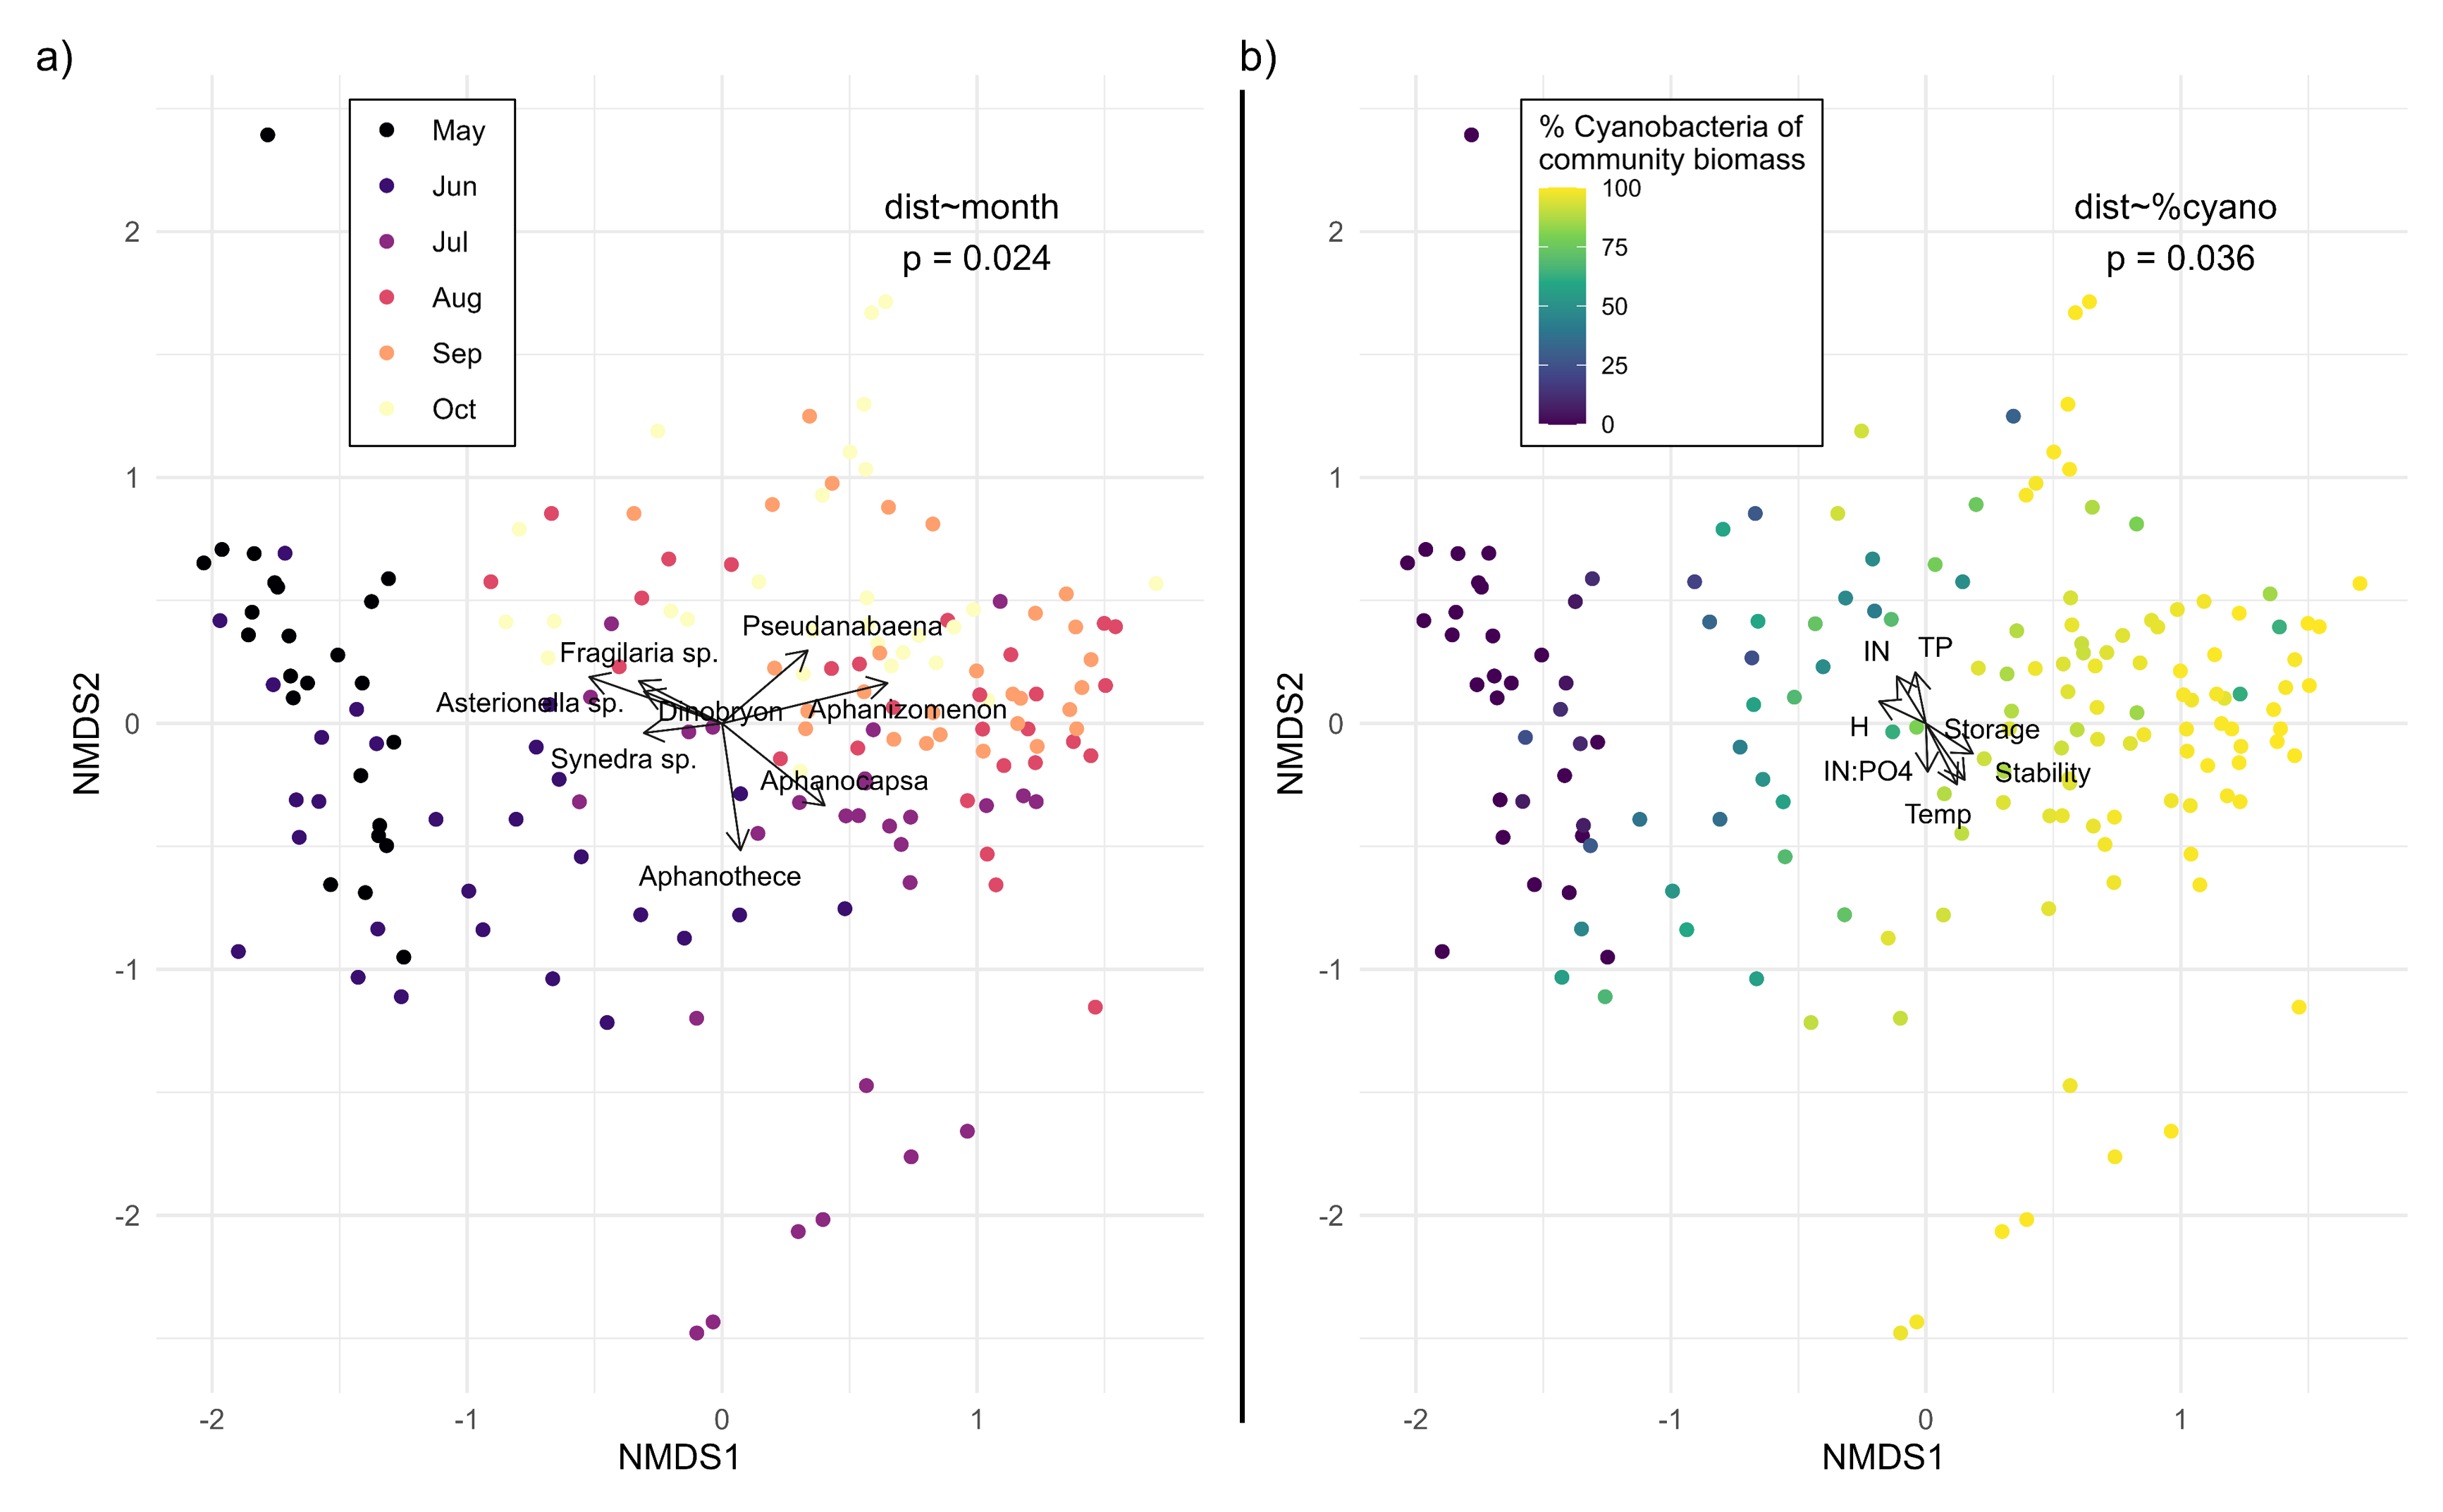 a)
May
Jun
Jul
Aug
Sep
Oct
dist~month
p = 0.024
2
1
0
-1
-2
NMDS2
Pseudanabaena
Fragilaria sp.
Asterionella sp.
Dinobryon
Aphanizomenon
Synedra sp.
Aphanocapsa
Aphanothece
-2
-1
0
1
NMDS1
b)
% Cyanobacteria of
community biomass
100
75
50
25
0
dist~%cyano
p = 0.036
2
1
0
-1
-2
NMDS2
IN
TP
H
Storage
IN:PO4
Stability
Temp
-2
-1
0
1
NMDS1